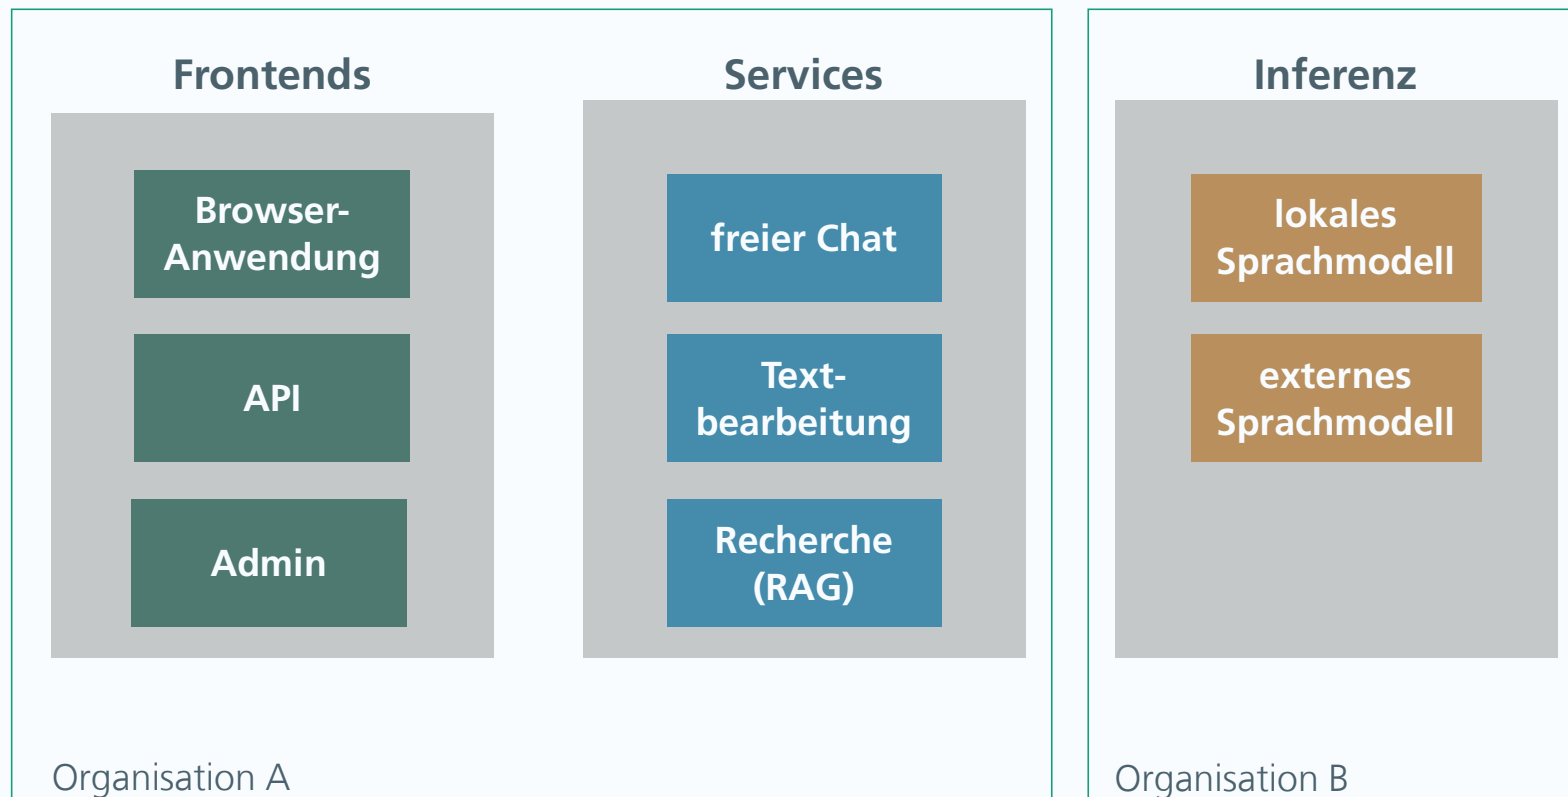 Frontends
Browser-
Anwendung
API
Admin
Services
freier Chat
Text-
bearbeitung
Recherche
(RAG)
Organisation A
Inferenz
lokales
Sprachmodell
externes
Sprachmodell
Organisation B